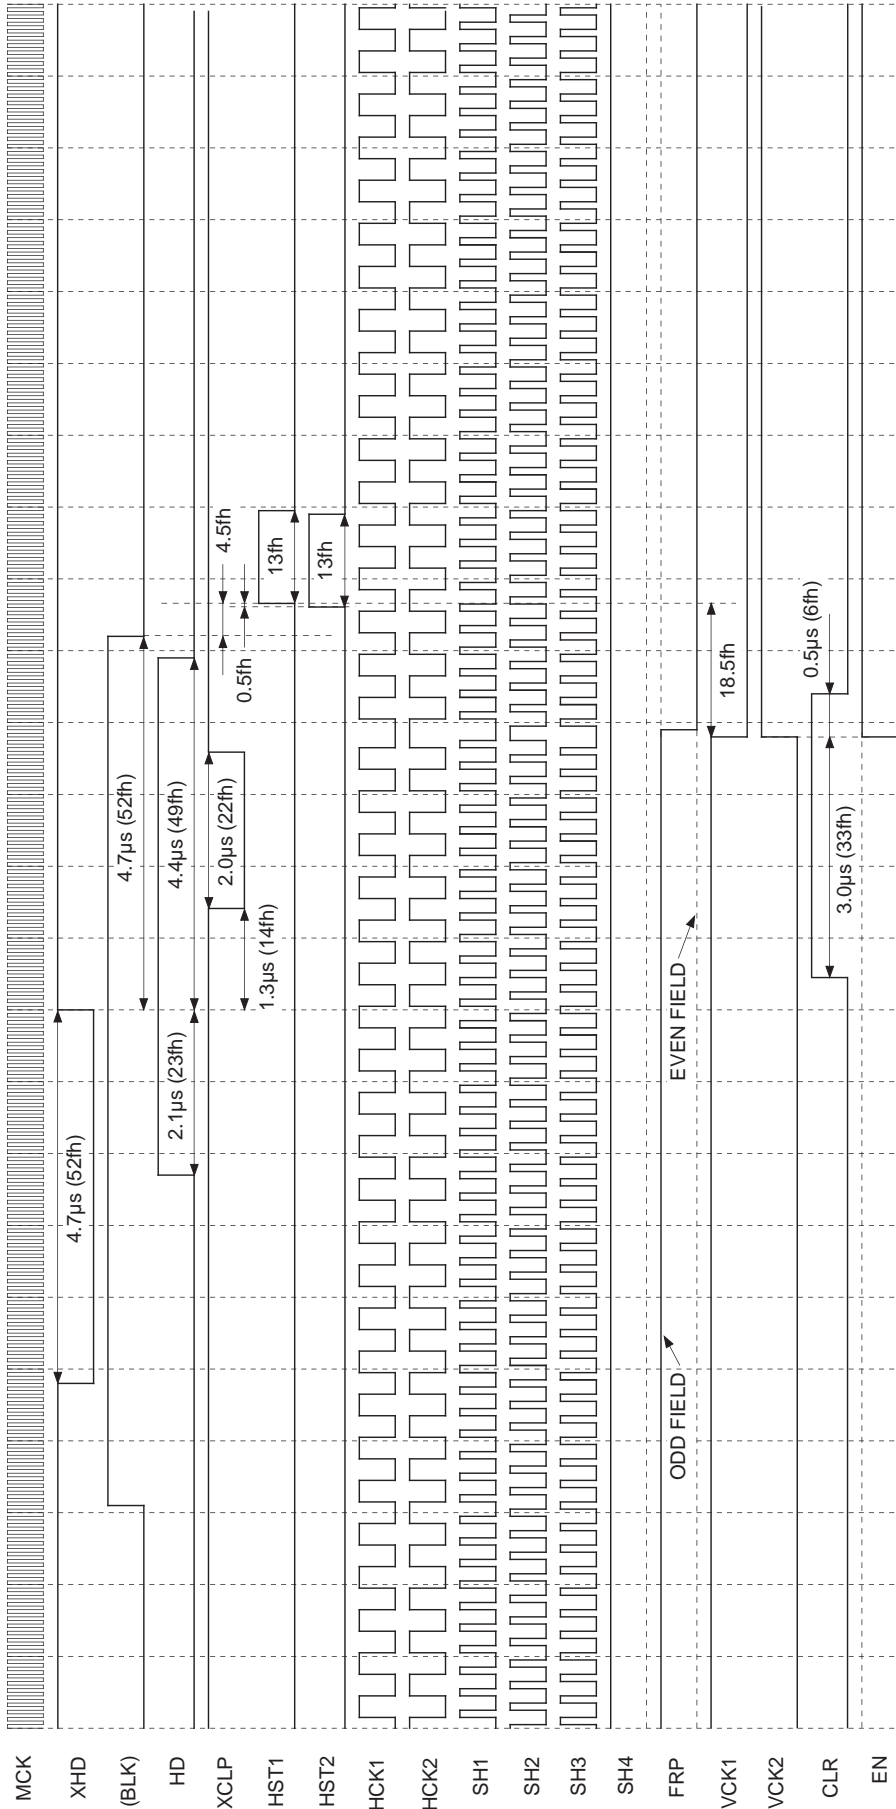 MCK
XHD
(BLK)
HD
XCLP
HST1
HST2
HCK1
HCK2
SH1
SH2
SH3
SH4
FRP
VCK1
VCK2
CLR
EN
4.7µs (52fh)
4.7µs (52fh)
2.1µs (23fh)
4.4µs (49fh)
1.3µs (14fh)
2.0µs (22fh)
0.5fh
4.5fh
13fh
13fh
ODD FIELD
EVEN FIELD
18.5fh
3.0µs (33fh)
0.5µs (6fh)